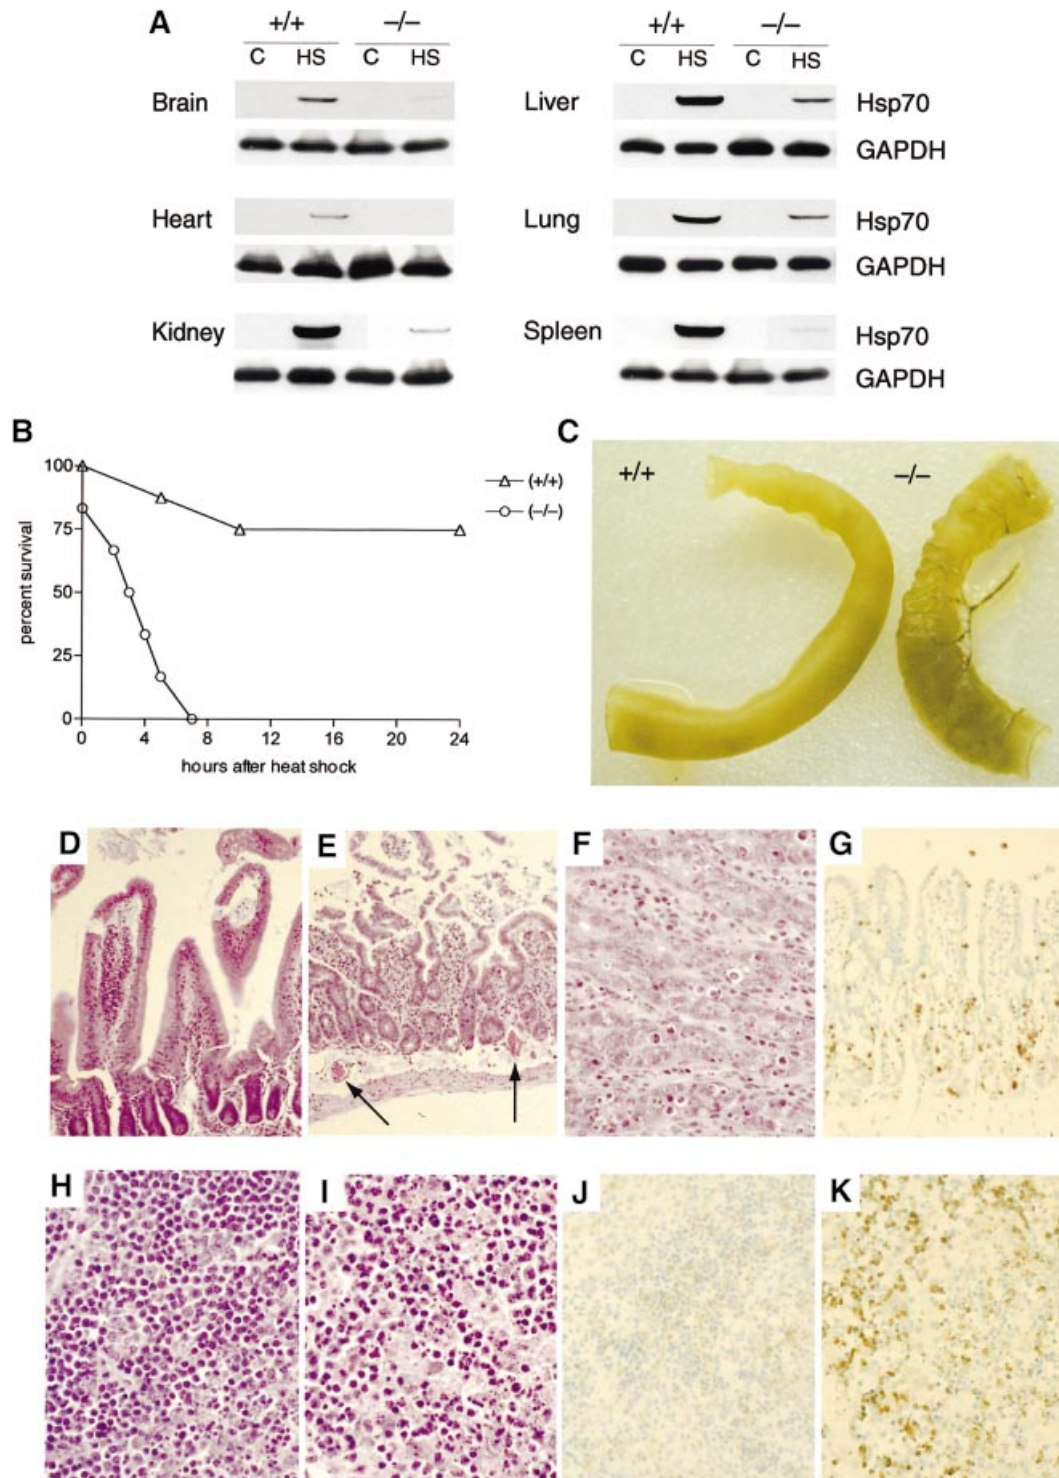 A
+/+ –/–
C HS C HS
Brain
Heart
Kidney
+/+ –/–
C HS C HS
Liver Hsp70
GAPDH
Lung Hsp70
GAPDH
Spleen Hsp70
GAPDH
B
percent survival
100
75
50
25
0
0 4 8 12 16 20 24
hours after heat shock
(+/+)
(–/–)
C
+/+ –/–
D E F G
H I J K